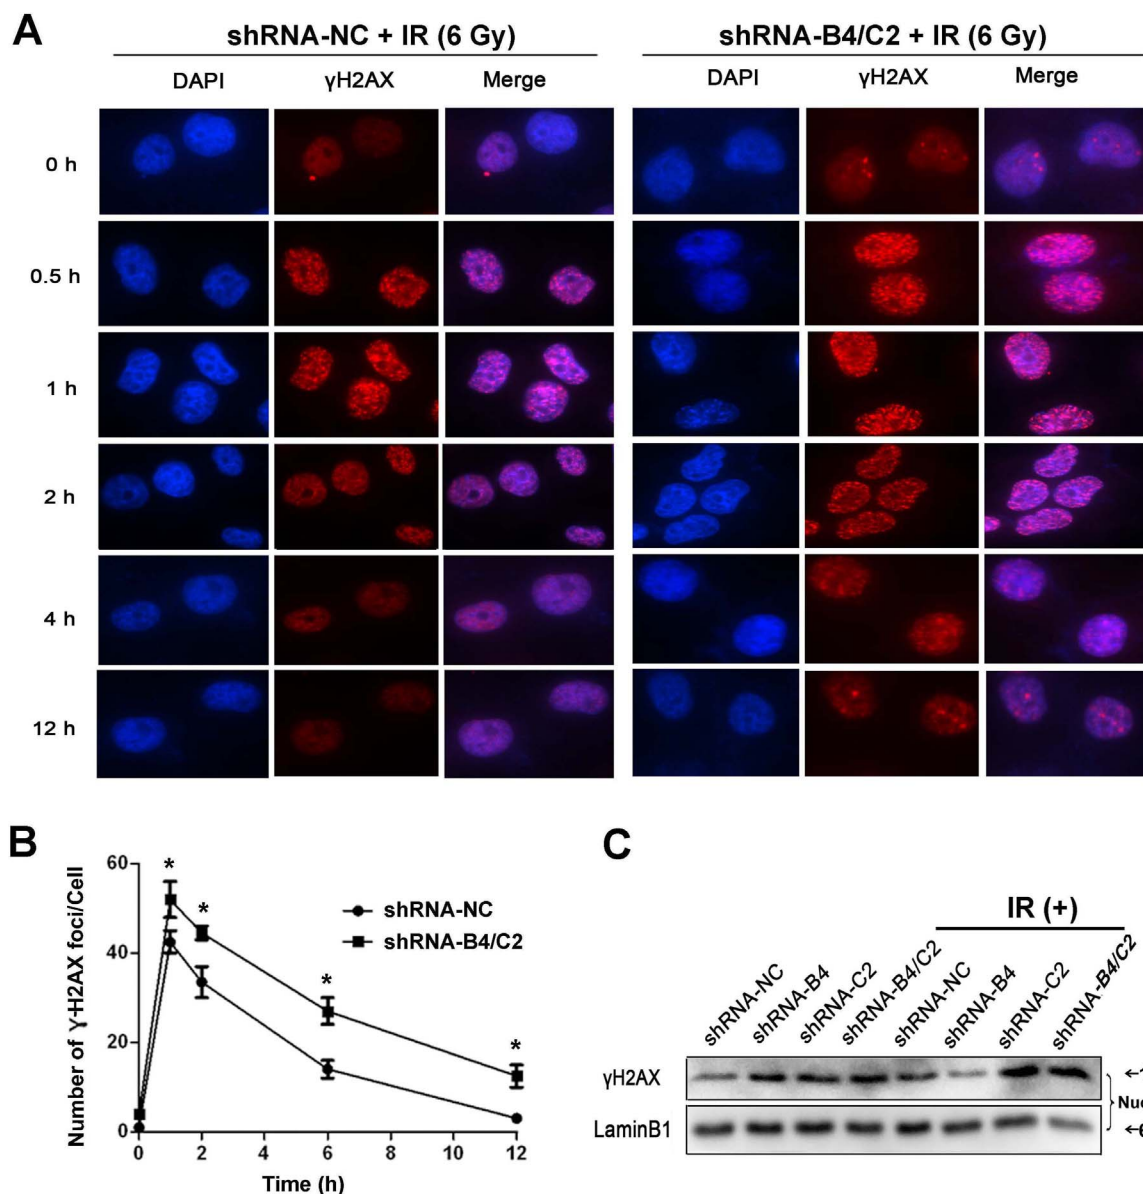 A
shRNA-NC + IR (6 Gy)
shRNA-B4/C2 + IR (6 Gy)
DAPI γH2AX Merge DAPI γH2AX Merge
0 h
0.5 h
1 h
2 h
4 h
12 h
B
60
40
20
0
0 2 4 6 8 10 12
Number of γ-H2AX foci/Cell
Time (h)
* * * *
shRNA-NC
shRNA-B4/C2
C
IR (+)
shRNA-NC shRNA-B4 shRNA-C2 shRNA-B4/C2 shRNA-NC shRNA-B4 shRNA-C2 shRNA-B4/C2
γH2AX
LaminB1